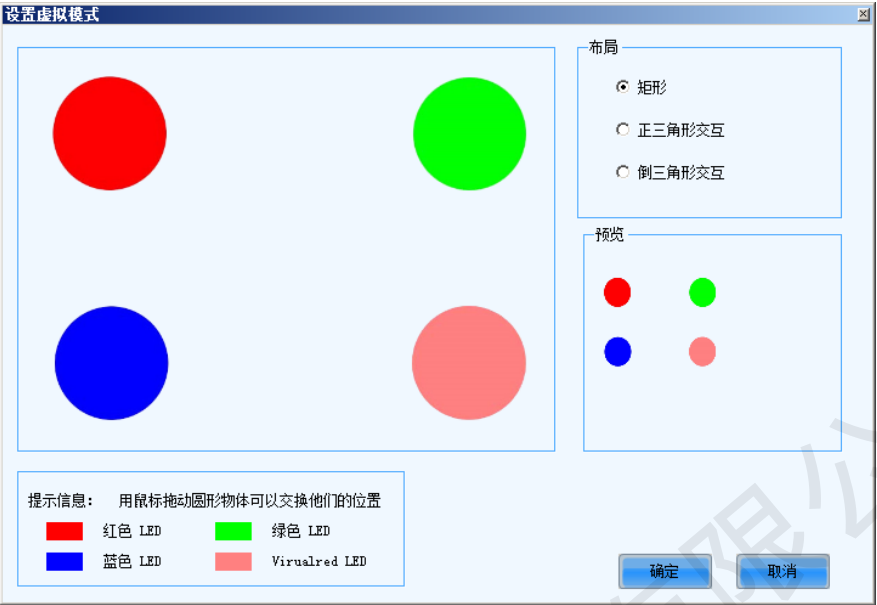 设置虚拟模式
布局
矩形
正三角形交互
倒三角形交互
预览
提示信息： 用鼠标拖动圆形物体可以交换他们的位置
红色 LED
绿色 LED
蓝色 LED
Virualred LED
确定
取消
有限公